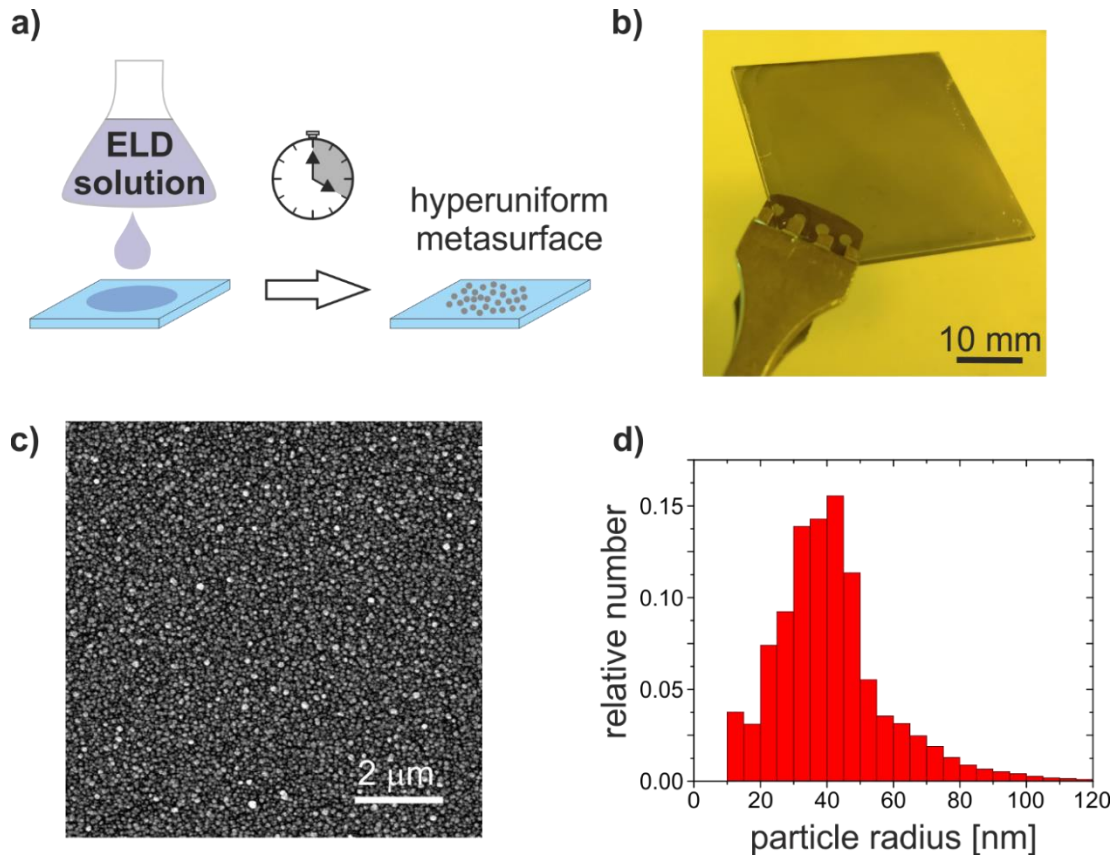 a)
ELD
solution
hyperuniform
metasurface
b)
10 mm
c)
2 μm
d)
relative number
0.15
0.10
0.05
0.00
0
20
40
60
80
100
120
particle radius [nm]